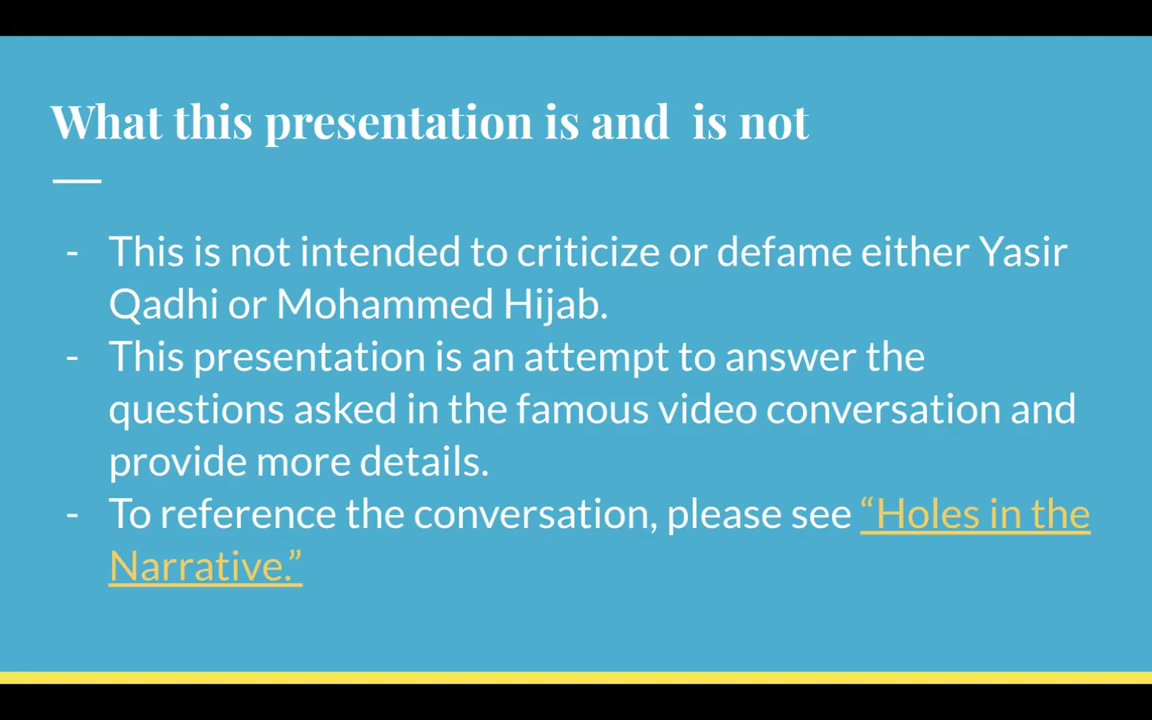 What this presentation is and  is not
- This is not intended to criticize or defame either Yasir
Qadhi or Mohammed Hijab.
- This presentation is an attempt to answer the
questions asked in the famous video conversation and
provide more details.
- To reference the conversation, please see “Holes in the
Narrative.”